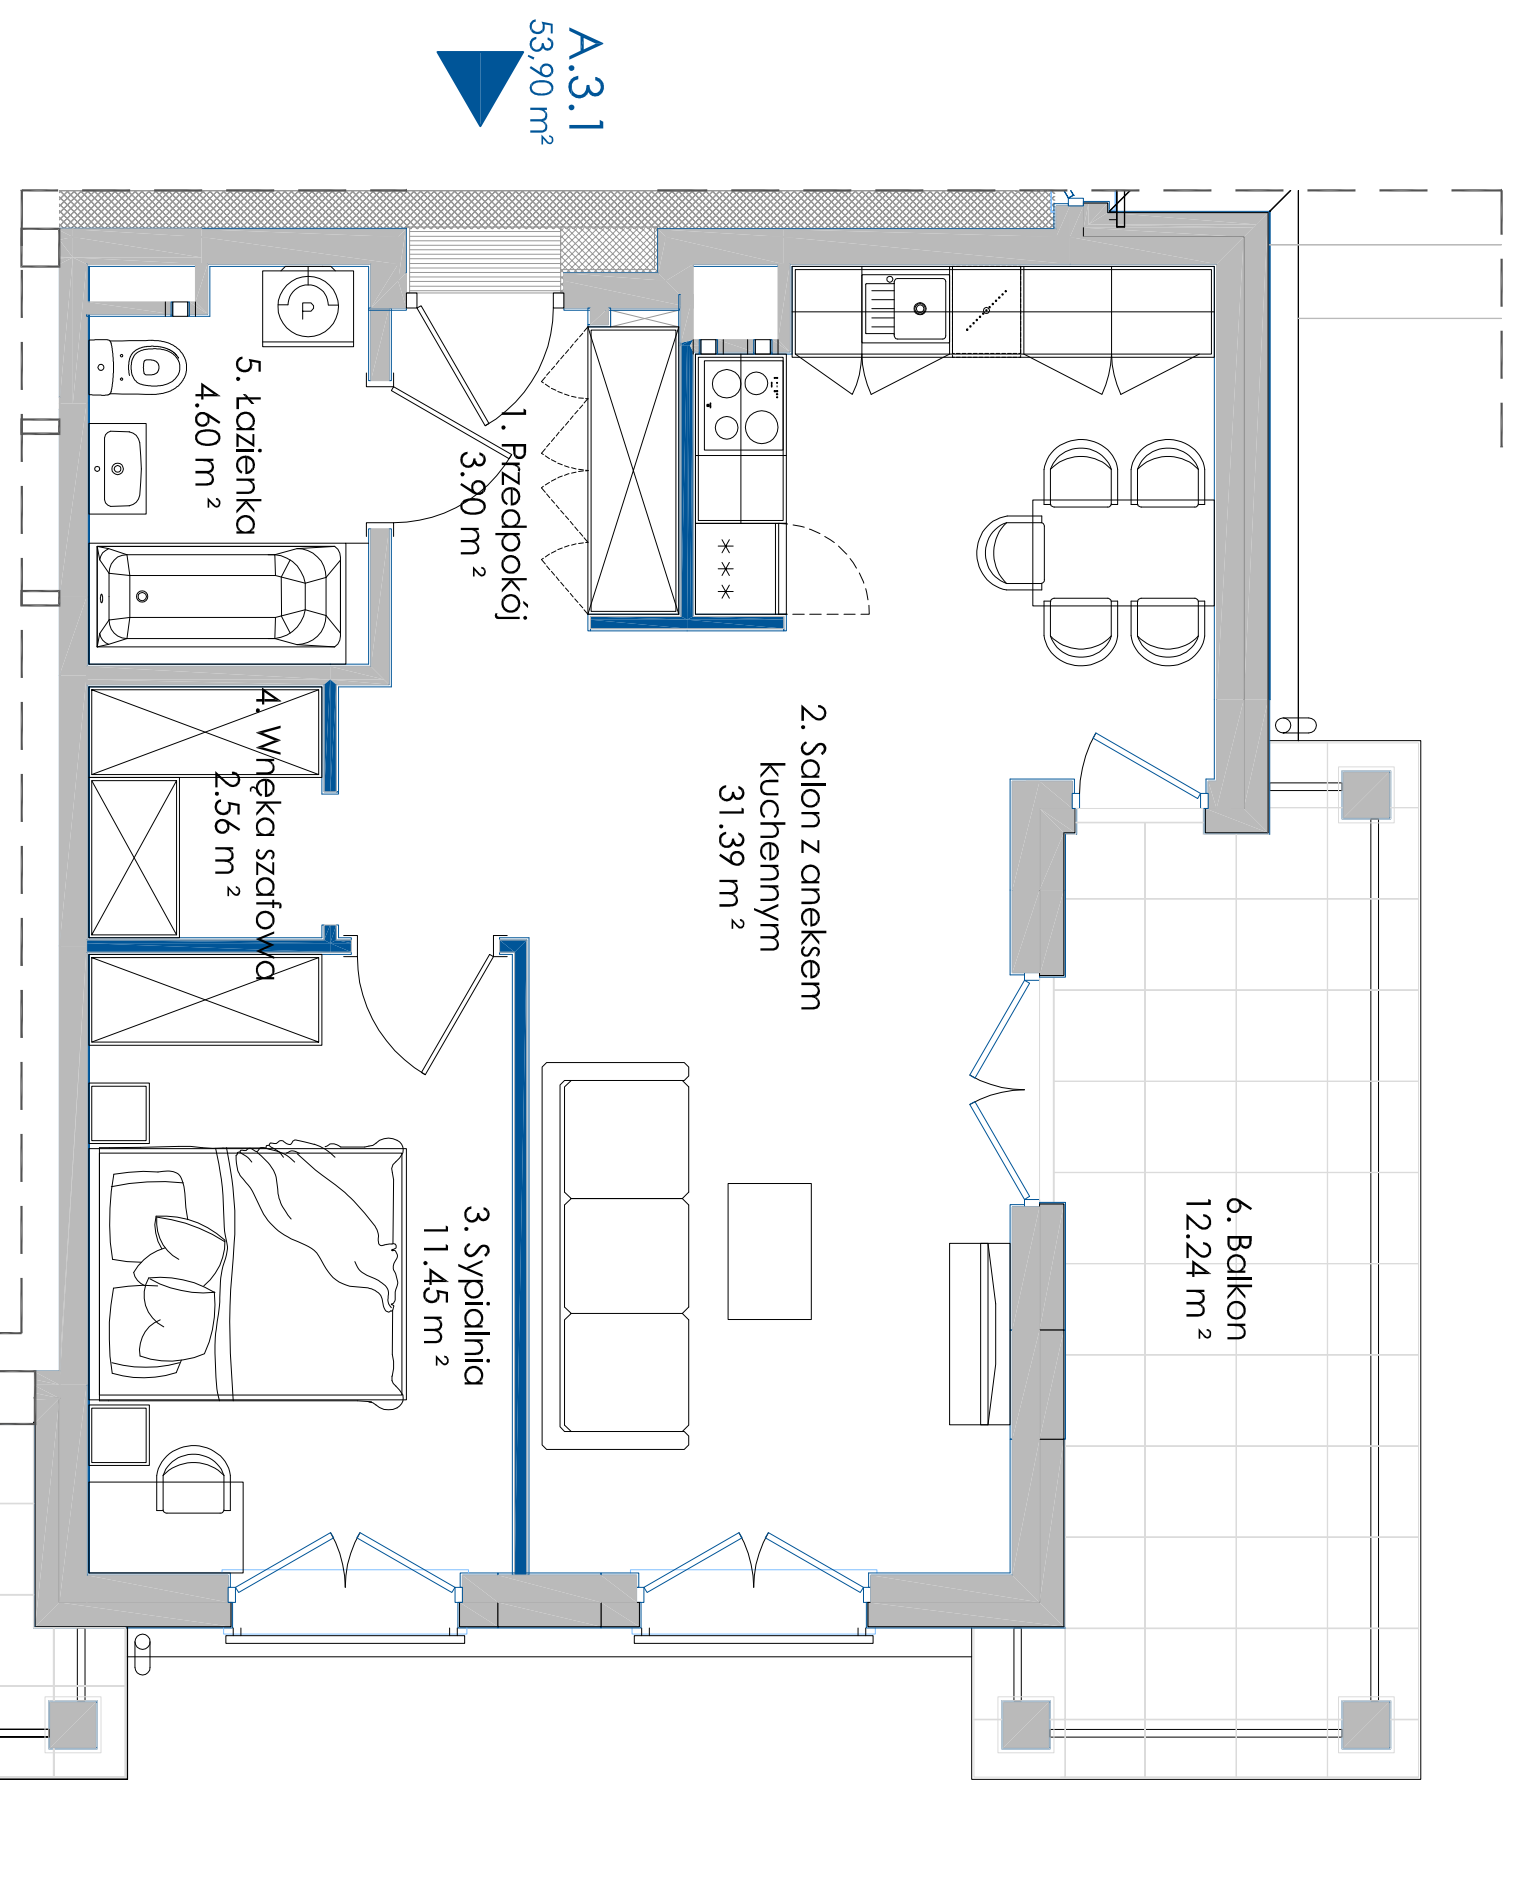 A.3.1
53,90 m²
P
1. Przedpokój
3.90 m ²
5. Łazienka
4.60 m ²
4. Wnęka szafowa
2.56 m ²
2. Salon z aneksem
kuchennym
31.39 m ²
3. Sypialnia
11.45 m ²
6. Balkon
12.24 m ²